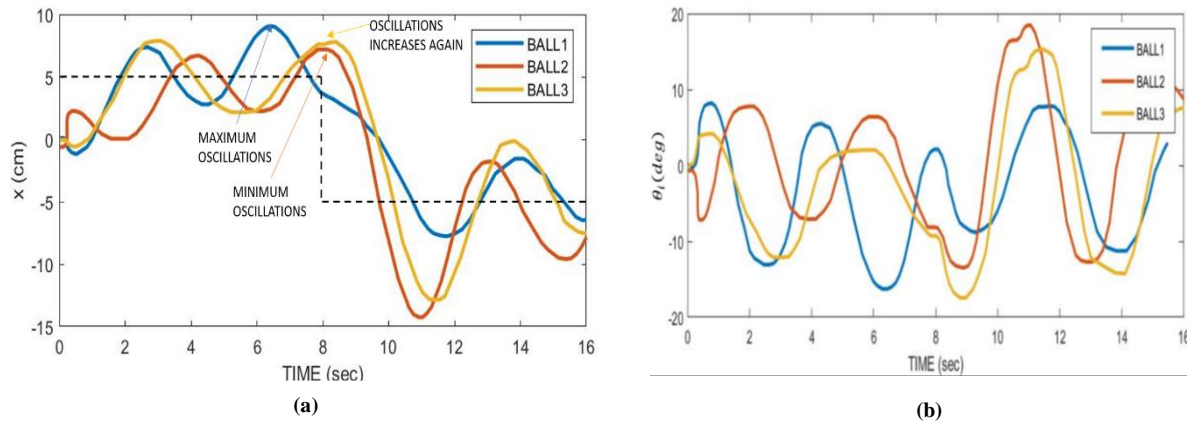 OSCILLATIONS
INCREASES AGAIN
BALL1
BALL2
BALL3
MAXIMUM
OSCILLATIONS
MINIMUM
OSCILLATIONS
x (cm)
10
5
0
-5
-10
-15
0 2 4 6 8 10 12 14 16
TIME (sec)
(a)
BALL1
BALL2
BALL3
θᵢ(deg)
20
10
0
-10
-20
0 2 4 6 8 10 12 14 16
TIME (sec)
(b)